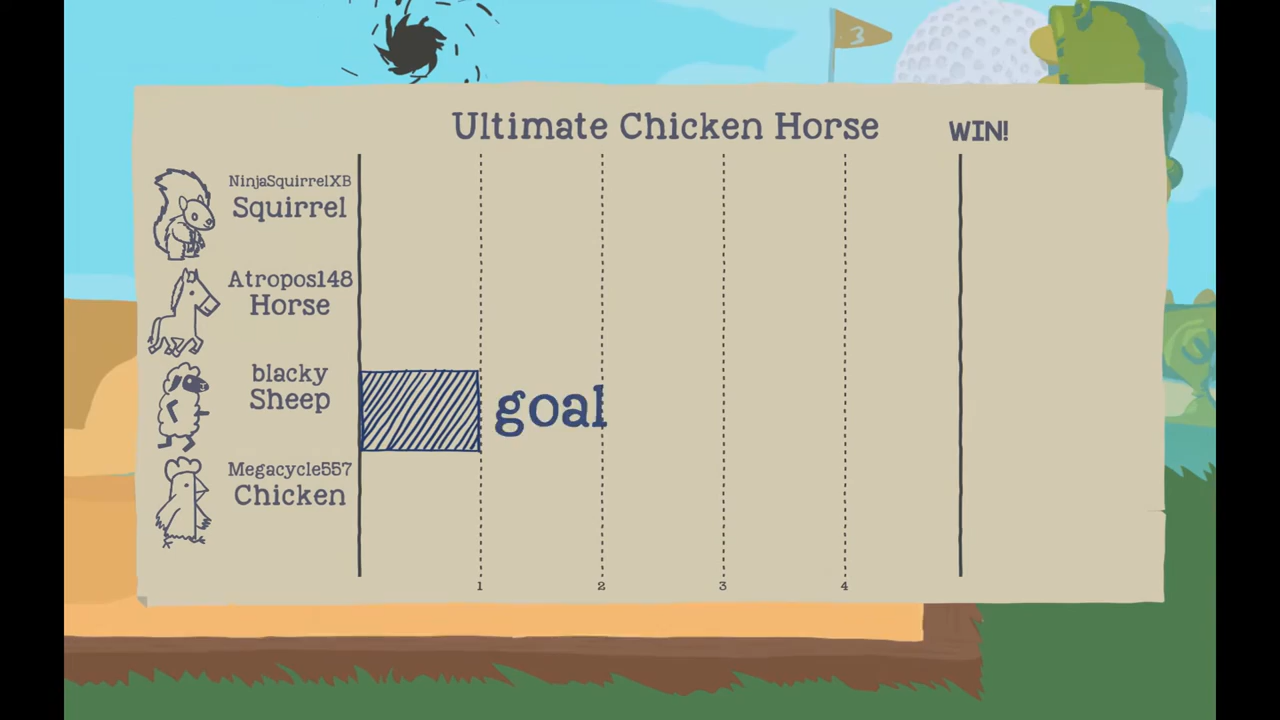 3
Ultimate Chicken Horse
WIN!
NinjaSquirrelXB
Squirrel
Atropos148
Horse
blacky
Sheep
goal
Megacycle557
Chicken
1 2 3 4